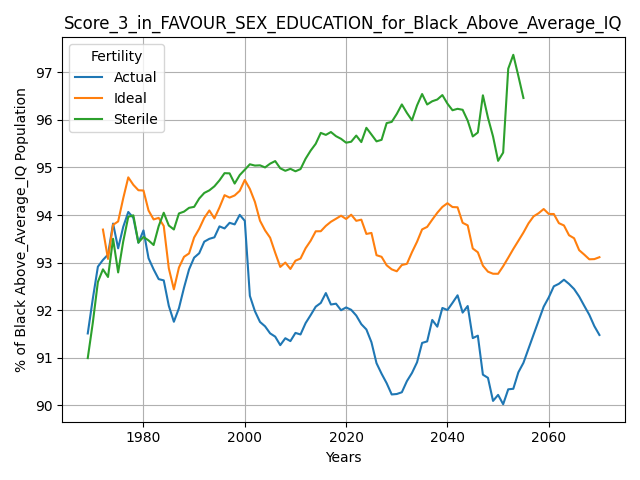 Score_3_in_FAVOUR_SEX_EDUCATION_for_Black_Above_Average_IQ
Fertility
Actual
Ideal
Sterile
% of Black Above_Average_IQ Population
97
96
95
94
93
92
91
90
1980
2000
2020
2040
2060
Years